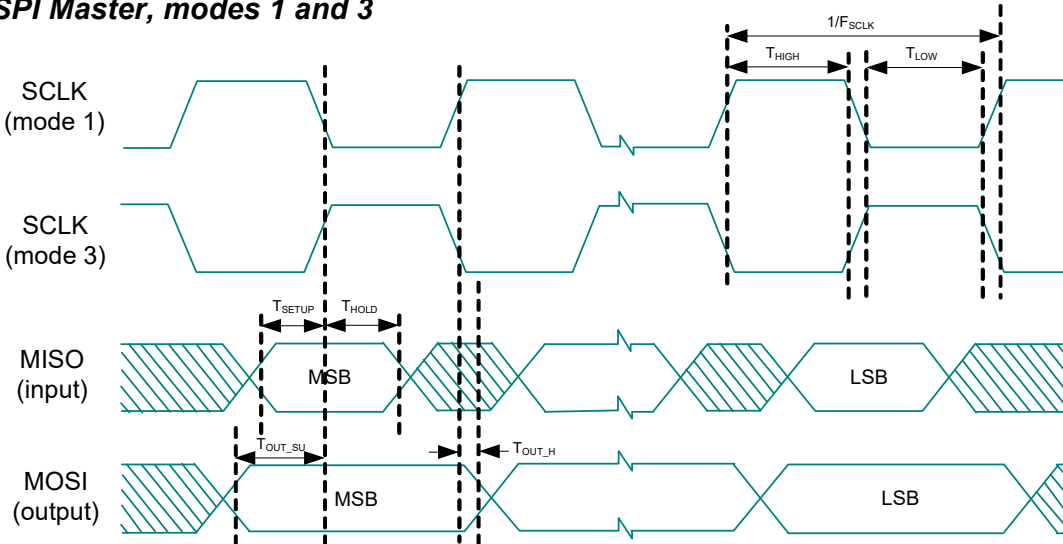 SPI Master, modes 1 and 3
1/FSCLK
THIGH
TLOW
SCLK
(mode 1)
SCLK
(mode 3)
TSETUP
THOLD
MISO
(input)
MSB
LSB
TOUT_SU
TOUT_H
MOSI
(output)
MSB
LSB